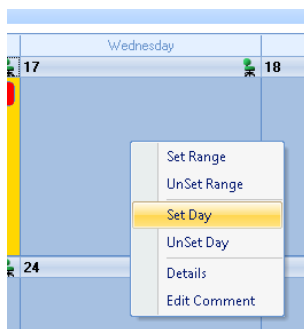 Wednesday
17
18
Set Range
UnSet Range
Set Day
UnSet Day
24
Details
Edit Comment